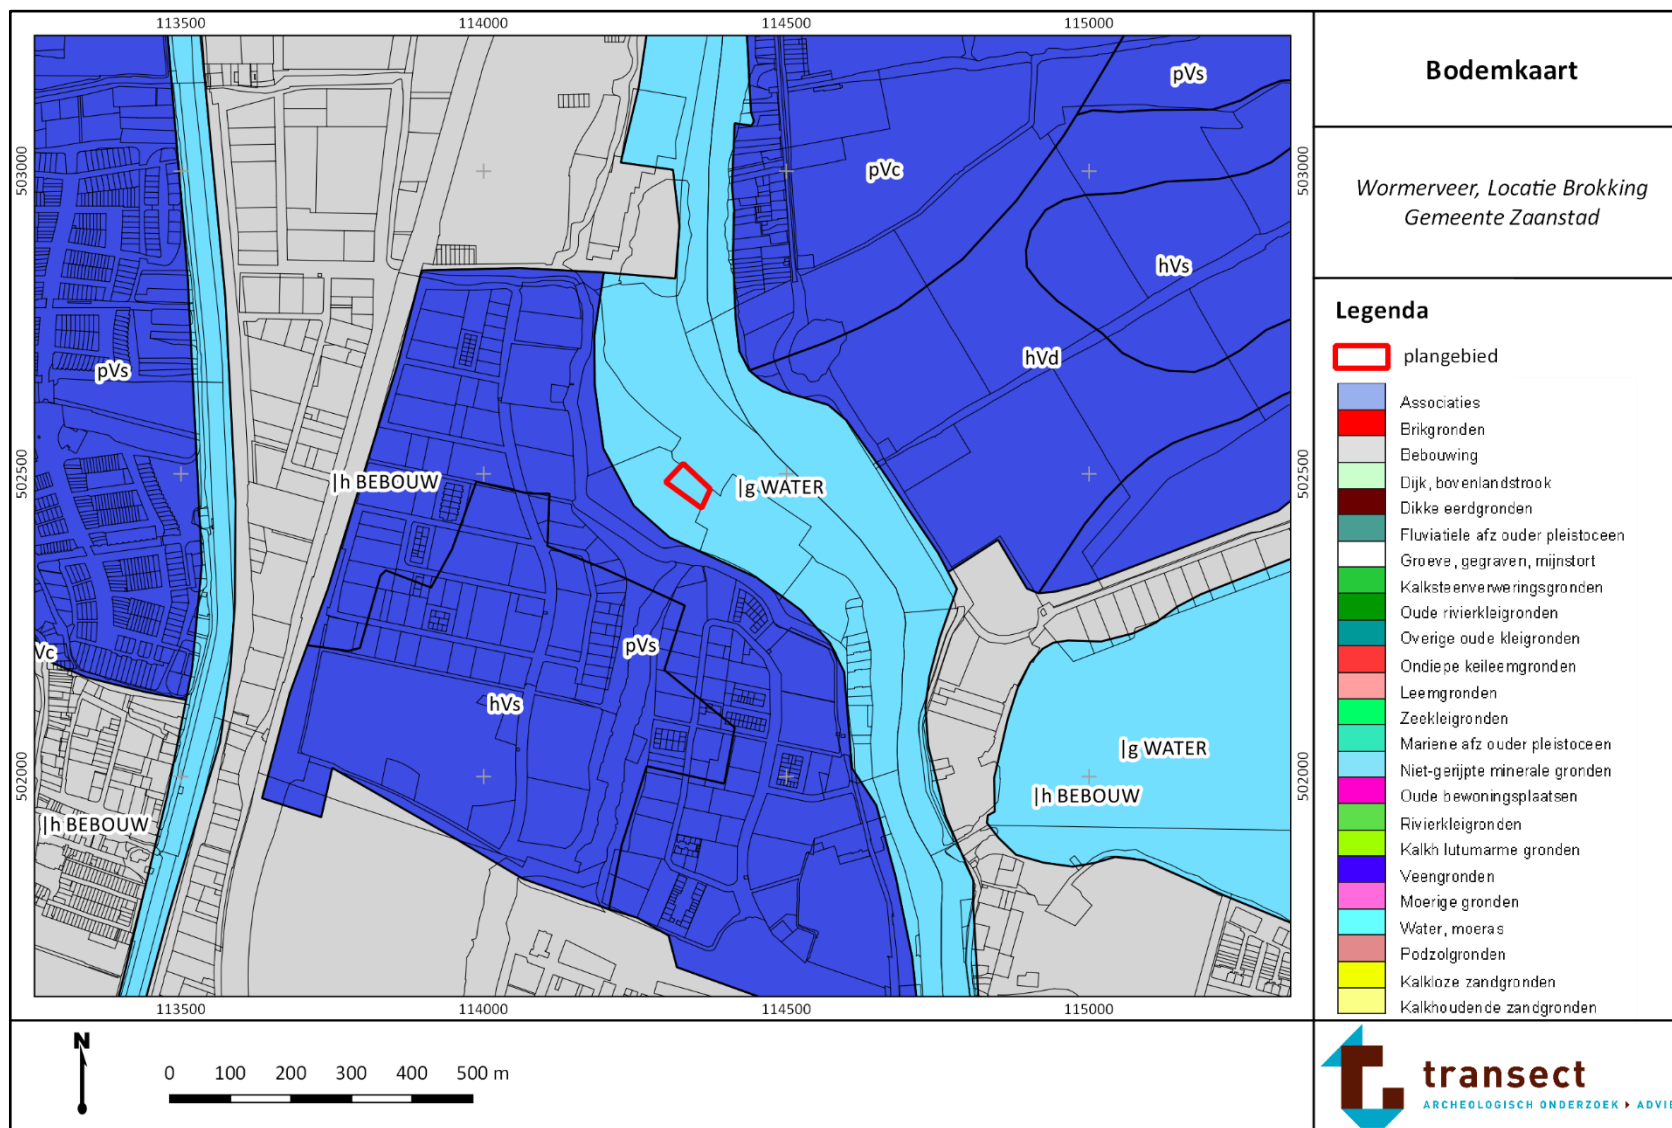 113500
114000
114500
115000
503000
502500
502000
503000
502500
502000
pVs
pVc
hVs
hVd
pVs
|h BEBOUW
|g WATER
pVs
hVs
Vc
|g WATER
|h BEBOUW
|h BEBOUW
113500
114000
114500
115000
N
0 100 200 300 400 500 m
Bodemkaart
Wormerveer, Locatie Brokking
Gemeente Zaanstad
Legenda
plangebied
Associaties
Brikgronden
Bebouwing
Dijk, bovenlandstrook
Dikke eerdgronden
Fluviatiele afz ouder pleistoceen
Groeve, gegraven, mijnstort
Kalksteenverweringsgronden
Oude rivierkleigronden
Overige oude kleigronden
Ondiepe keileemgronden
Leemgronden
Zeekleigronden
Mariene afz ouder pleistoceen
Niet-gerijpte minerale gronden
Oude bewoningsplaatsen
Rivierkleigronden
Kalkh lutumarme gronden
Veengronden
Moerige gronden
Water, moeras
Podzolgronden
Kalkloze zandgronden
Kalkhoudende zandgronden
transect
ARCHEOLOGISCH ONDERZOEK ▸ ADVIE